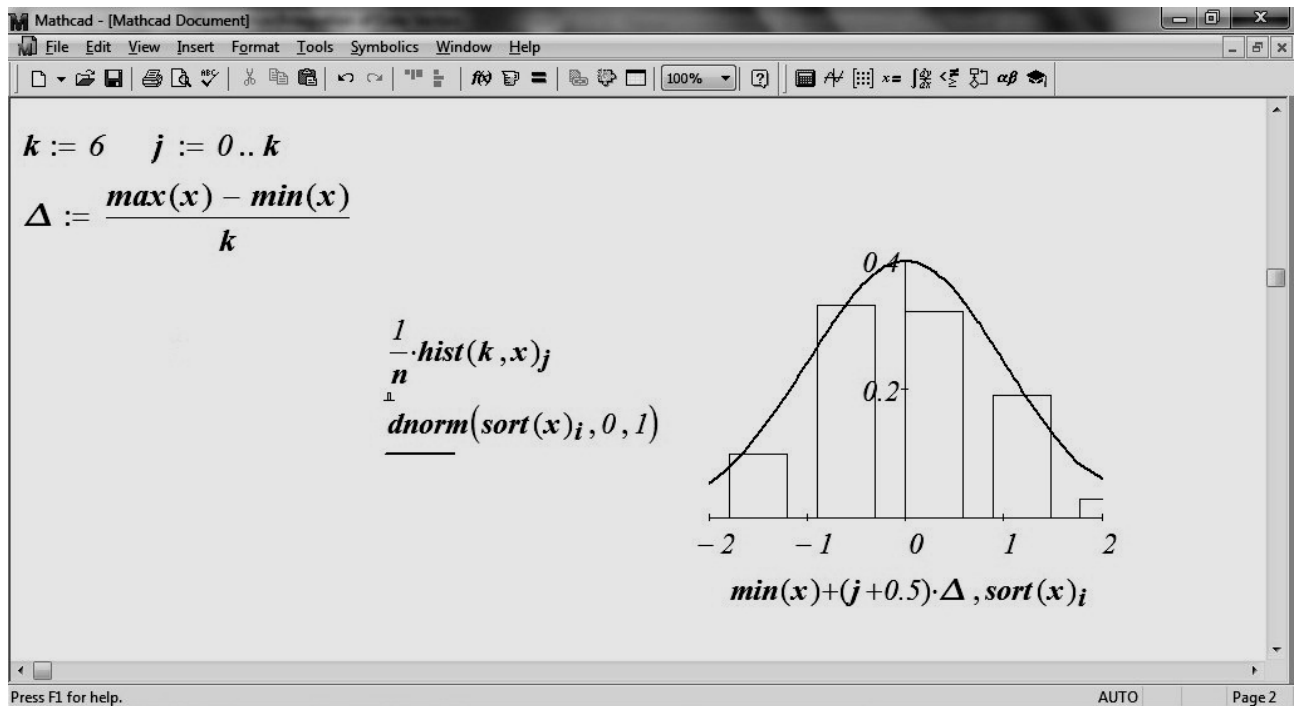 Mathcad - [Mathcad Document]
File Edit View Insert Format Tools Symbolics Window Help
100%
k := 6 j := 0 .. k
Δ := max(x) − min(x)
k
1
n
·hist(k ,x)j
dnorm(sort(x)i , 0 , 1)
0.4
0.2
− 2 − 1 0 1 2
min(x)+(j+0.5)·Δ ,sort(x)i
Press F1 for help. AUTO Page 2